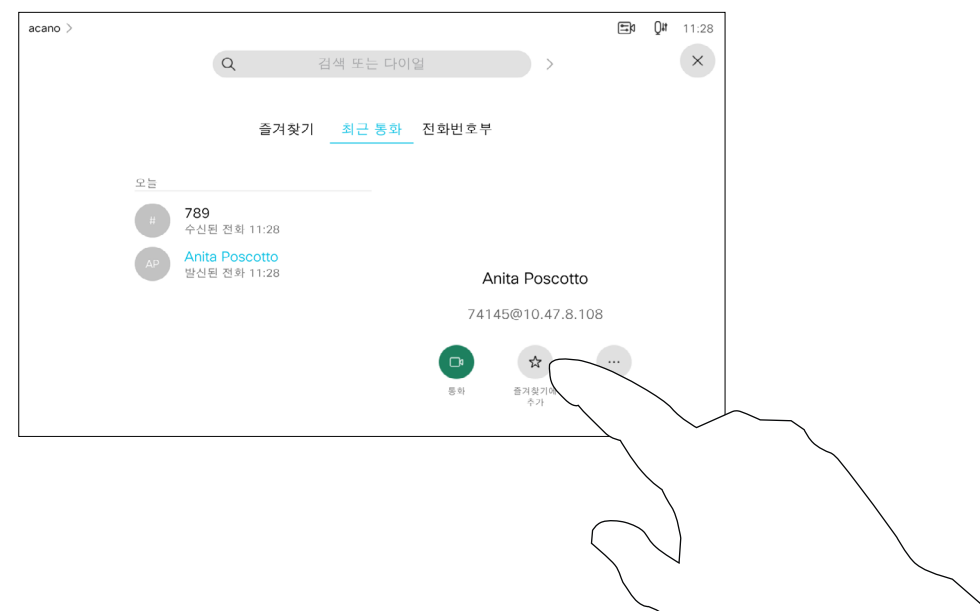 acano >
11:28
검색 또는 다이얼
즐겨찾기 최근 통화 전화번호부
오늘
#
789
수신된 전화 11:28
AP
Anita Poscotto
발신된 전화 11:28
Anita Poscotto
74145@10.47.8.108
통화
즐겨찾기에
추가